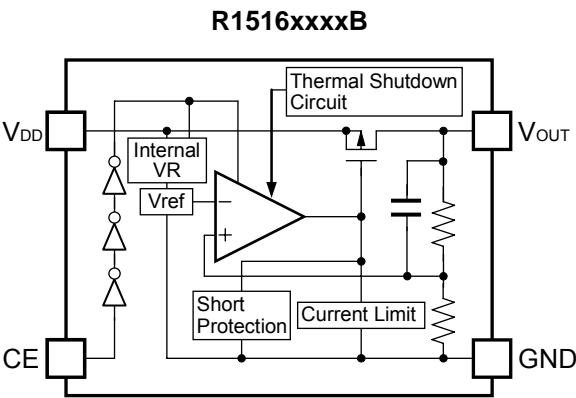 R1516xxxxB
Thermal Shutdown
Circuit
VDD
VOUT
Internal
VR
Vref
−
+
Short
Protection
Current Limit
CE
GND